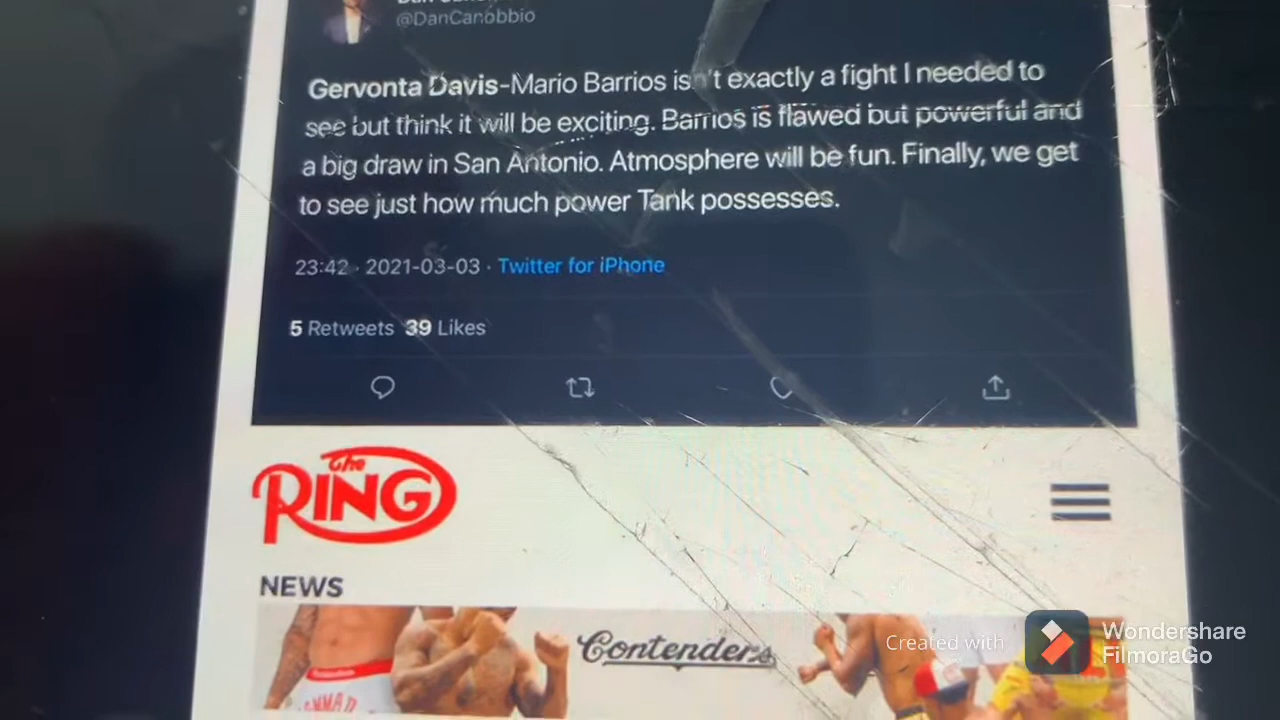 @DanCanobbio
Gervonta Davis-Mario Barrios isn't exactly a fight I needed to
see but think it will be exciting. Barrios is flawed but powerful and
a big draw in San Antonio. Atmosphere will be fun. Finally, we get
to see just how much power Tank possesses.
23:42 · 2021-03-03 · Twitter for iPhone
5 Retweets 39 Likes
The
RING
NEWS
Contenders
Created with
Wondershare
FilmoraGo